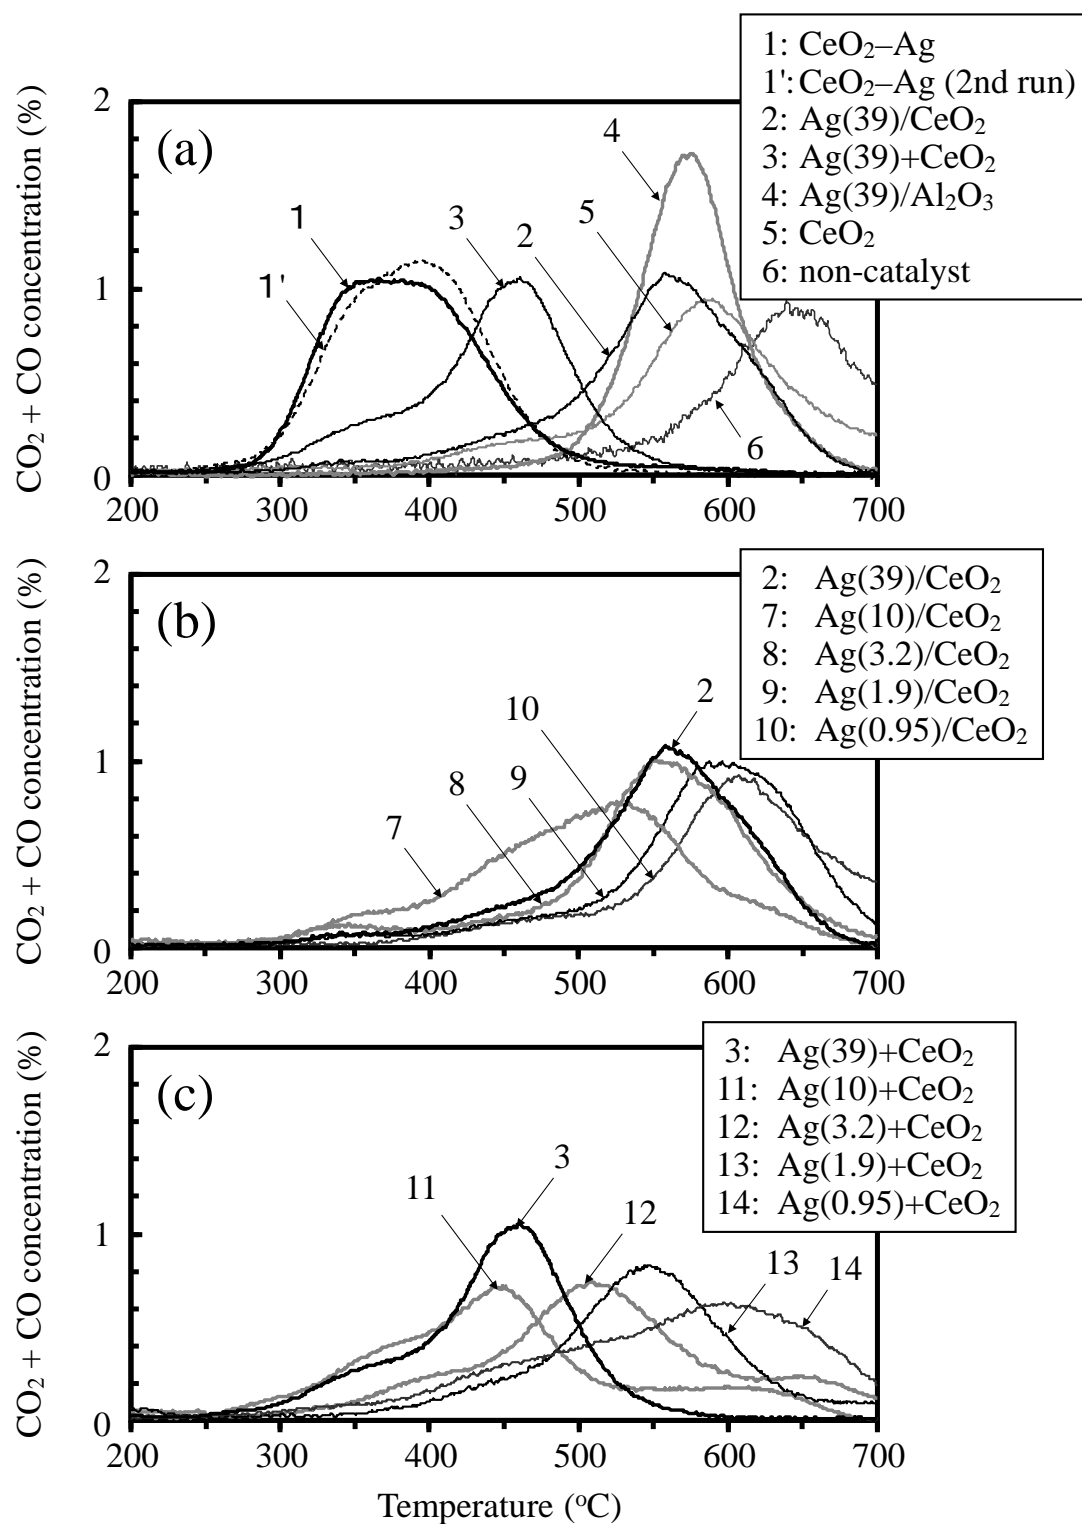 1: CeO₂–Ag
1':CeO₂–Ag (2nd run)
2: Ag(39)/CeO₂
3: Ag(39)+CeO₂
4: Ag(39)/Al₂O₃
5: CeO₂
6: non-catalyst
CO₂ + CO concentration (%)
2
1
0
(a)
1
1'
3
2
4
5
6
200 300 400 500 600 700
2: Ag(39)/CeO₂
7: Ag(10)/CeO₂
8: Ag(3.2)/CeO₂
9: Ag(1.9)/CeO₂
10: Ag(0.95)/CeO₂
CO₂ + CO concentration (%)
2
1
0
(b)
7
8
9
10
2
200 300 400 500 600 700
3: Ag(39)+CeO₂
11: Ag(10)+CeO₂
12: Ag(3.2)+CeO₂
13: Ag(1.9)+CeO₂
14: Ag(0.95)+CeO₂
CO₂ + CO concentration (%)
2
1
0
(c)
11
3
12
13
14
200 300 400 500 600 700
Temperature (°C)